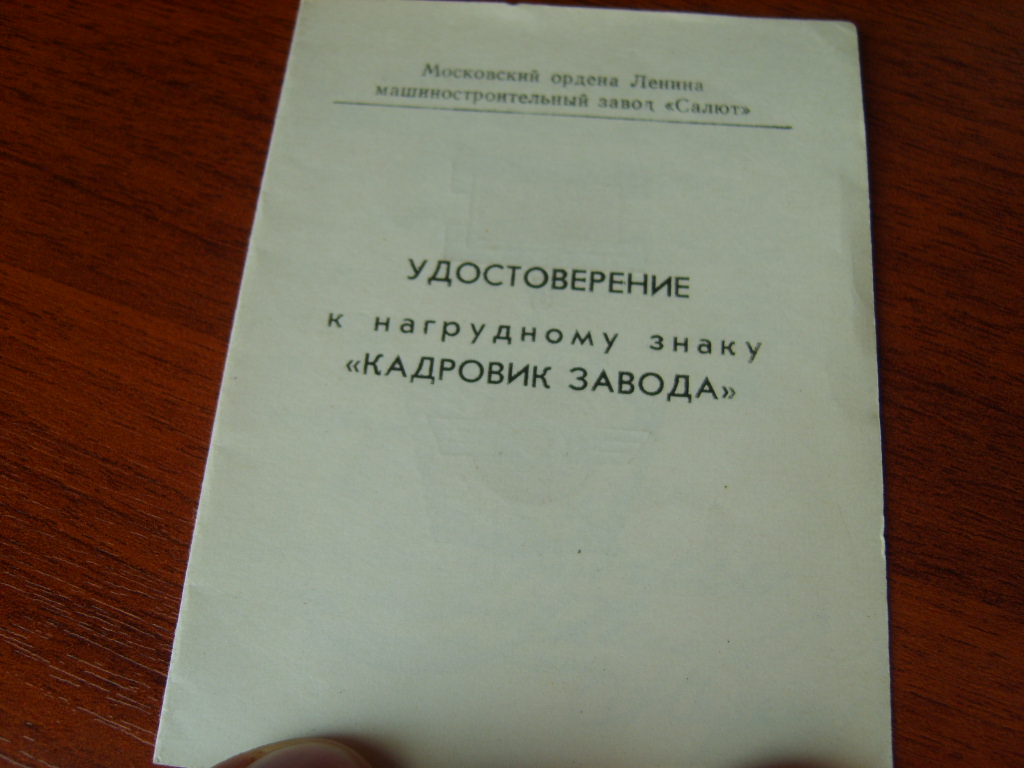 Московский ордена Ленина
машиностроительный завод «Салют»
УДОСТОВЕРЕНИЕ
к нагрудному знаку
«КАДРОВИК ЗАВОДА»